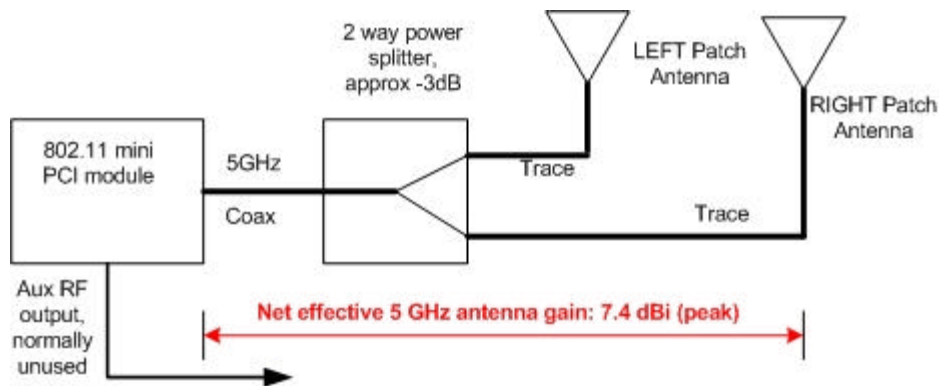 2 way power
splitter,
approx -3dB
LEFT Patch
Antenna
RIGHT Patch
Antenna
802.11 mini
PCI module
5GHz
Coax
Trace
Trace
Aux RF
output,
normally
unused
Net effective 5 GHz antenna gain: 7.4 dBi (peak)